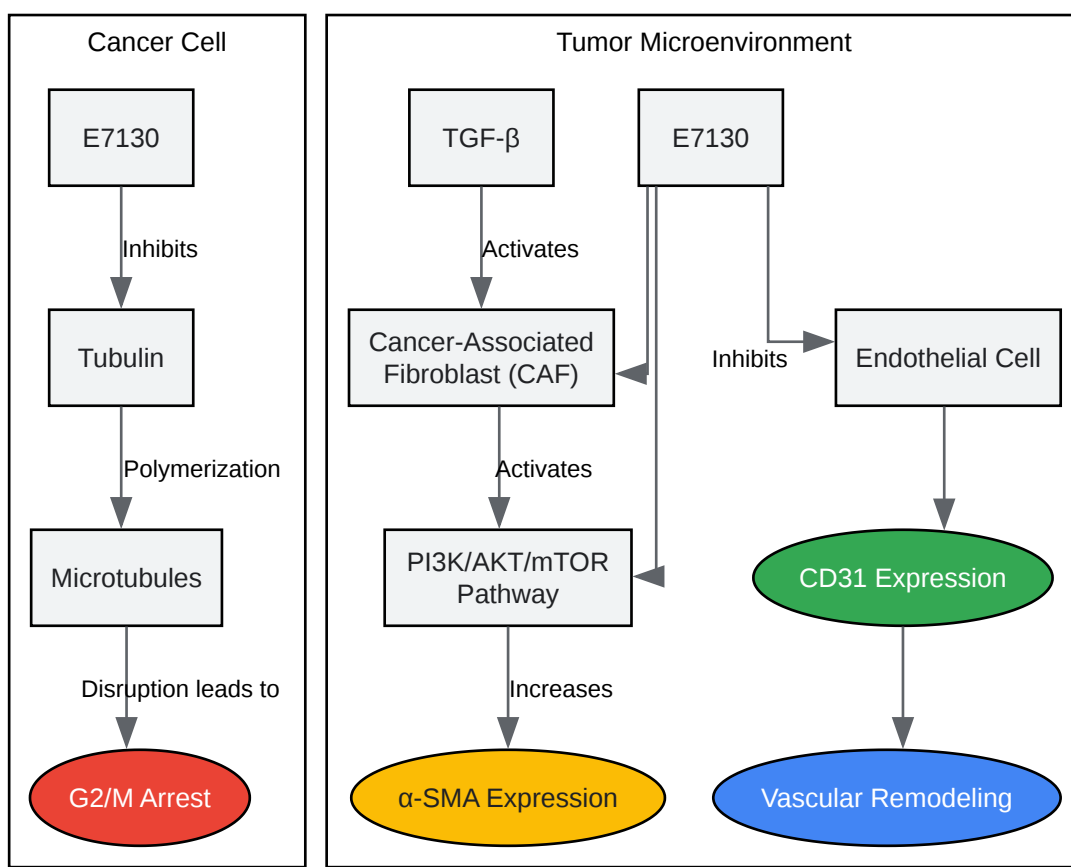 Cancer Cell
E7130
Inhibits
Tubulin
Polymerization
Microtubules
Disruption leads to
G2/M Arrest
Tumor Microenvironment
TGF-β
E7130
Activates
Cancer-Associated
Fibroblast (CAF)
Inhibits
Endothelial Cell
Activates
PI3K/AKT/mTOR
Pathway
CD31 Expression
Increases
α-SMA Expression
Vascular Remodeling